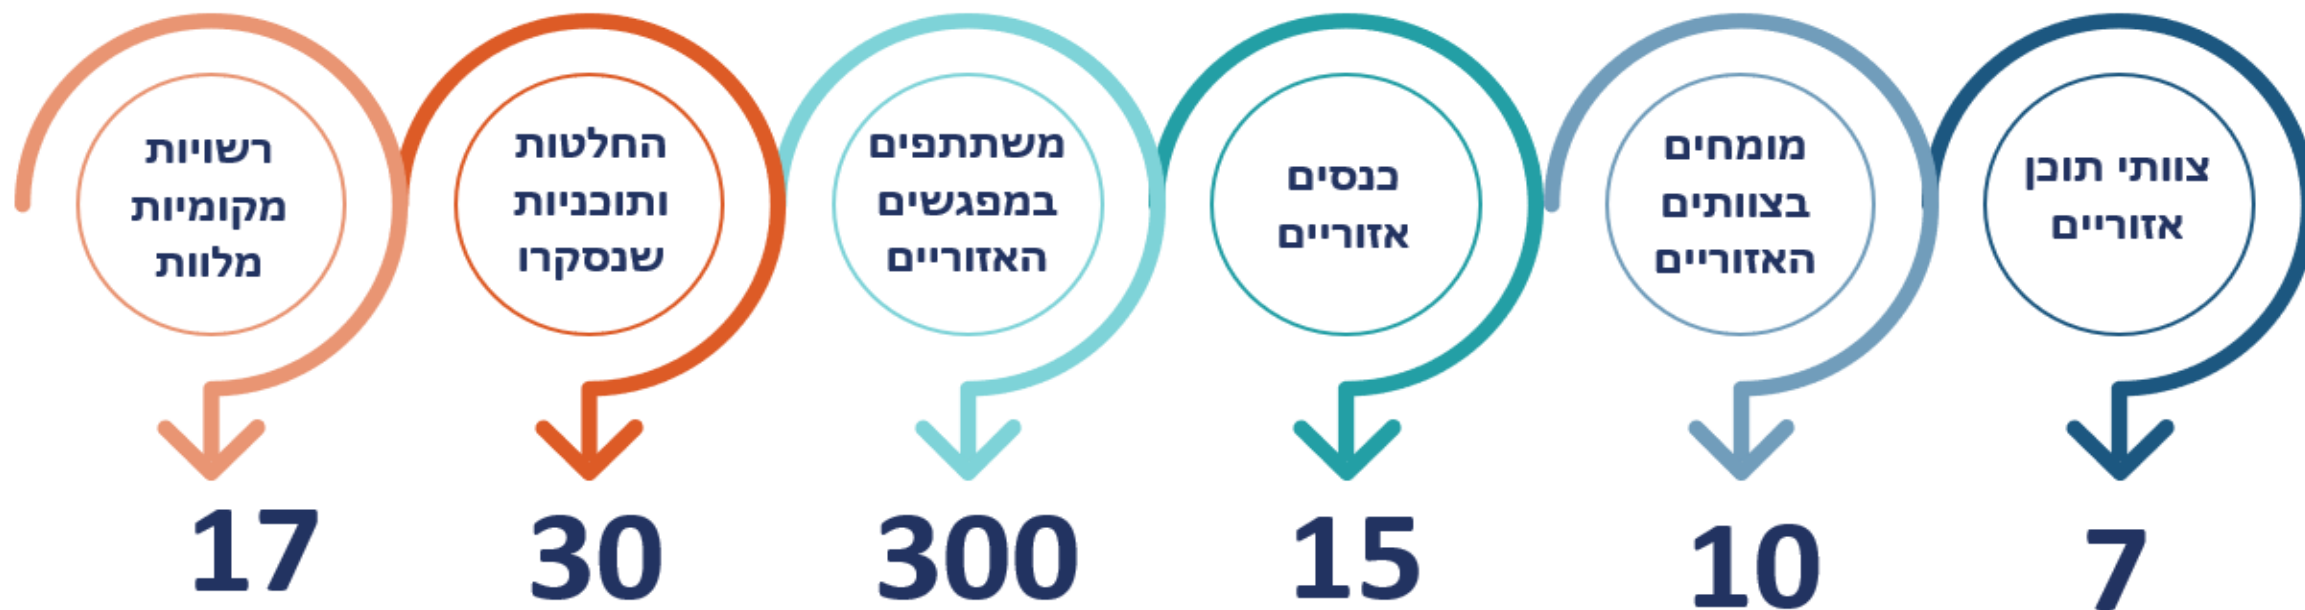 צוותי תוכן
אזוריים
7
מומחים
בצוותים
האזוריים
10
כנסים
אזוריים
15
משתתפים
במפגשים
האזוריים
300
החלטות
ותוכניות
שנסקרו
30
רשויות
מקומיות
מלוות
17